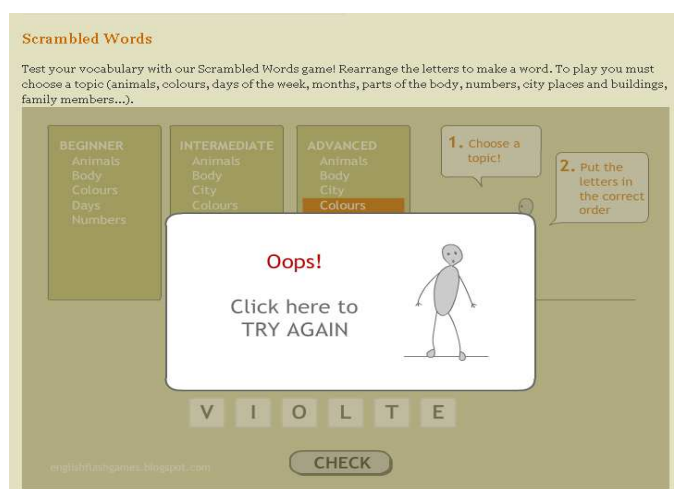 Scrambled Words
Test your vocabulary with our Scrambled Words game! Rearrange the letters to make a word. To play you must
choose a topic (animals, colours, days of the week, months, parts of the body, numbers, city places and buildings,
family members...).
BEGINNER
Animals
Body
Colours
Days
Numbers
INTERMEDIATE
Animals
Body
City
Colours
ADVANCED
Animals
Body
City
Colours
1. Choose a
topic!
2. Put the
letters in
the correct
order
Oops!
Click here to
TRY AGAIN
V I O L T E
CHECK
englishflashgames.blogspot.com